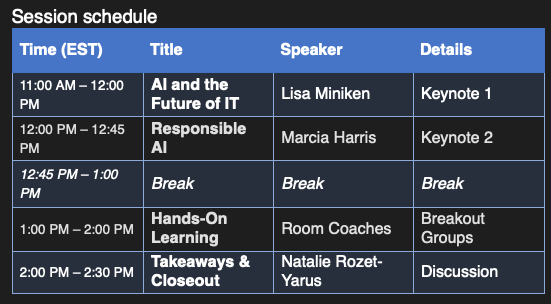 Session schedule
Time (EST) Title Speaker Details
11:00 AM – 12:00 PM AI and the Future of IT Lisa Miniken Keynote 1
12:00 PM – 12:45 PM Responsible AI Marcia Harris Keynote 2
12:45 PM – 1:00 PM Break Break Break
1:00 PM – 2:00 PM Hands-On Learning Room Coaches Breakout Groups
2:00 PM – 2:30 PM Takeaways & Closeout Natalie Rozet-Yarus Discussion